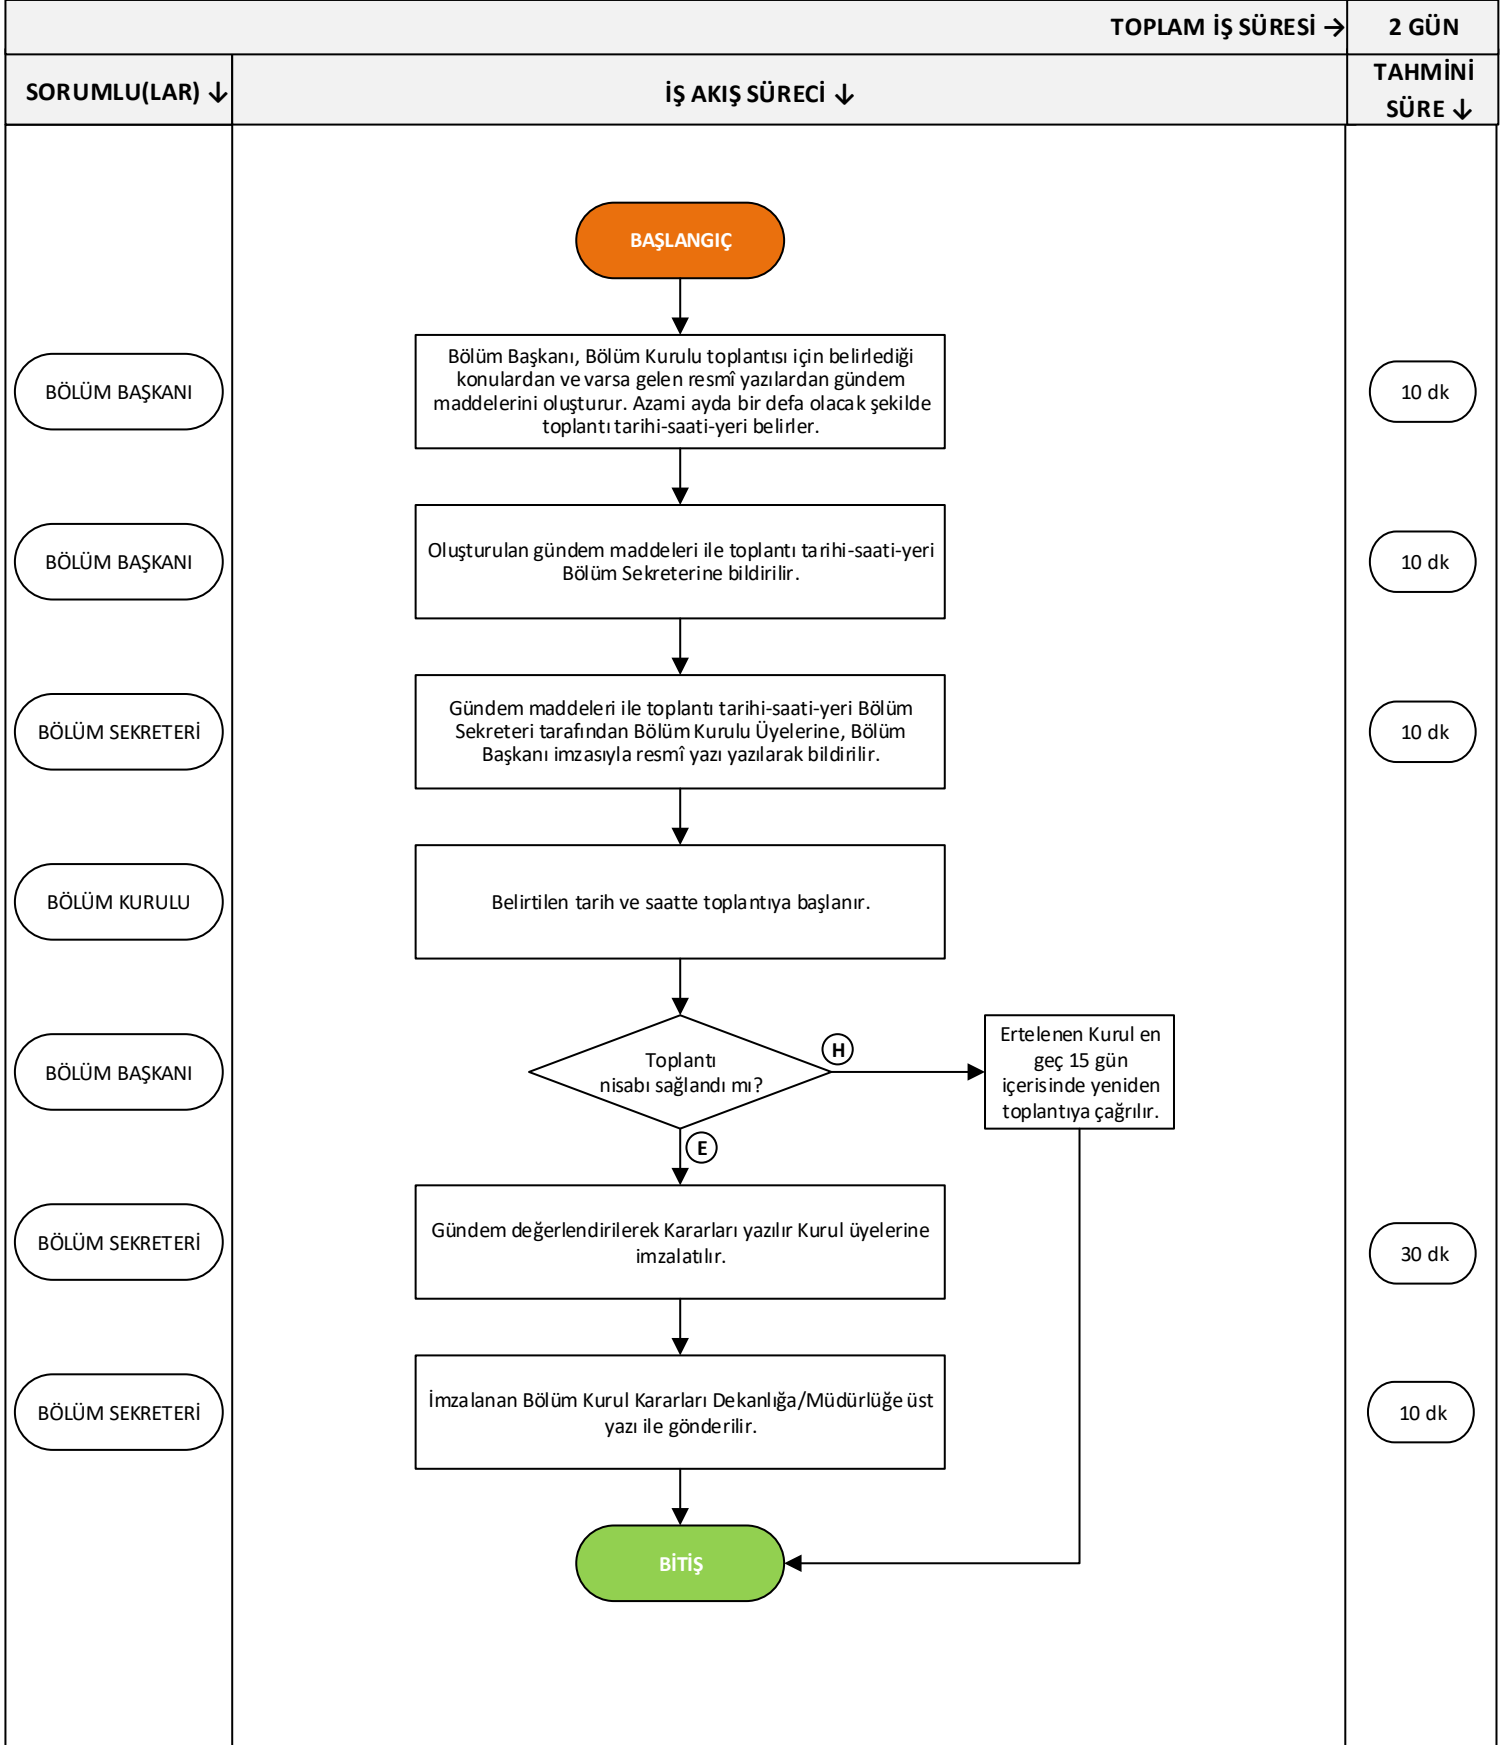 TOPLAM İŞ SÜRESİ →
2 GÜN
SORUMLU(LAR) ↓
İŞ AKIŞ SÜRECİ ↓
TAHMİNİ
SÜRE ↓
BAŞLANGIÇ
BÖLÜM BAŞKANI
Bölüm Başkanı, Bölüm Kurulu toplantısı için belirlediği
konulardan ve varsa gelen resmî yazılardan gündem
maddelerini oluşturur. Azami ayda bir defa olacak şekilde
toplantı tarihi-saati-yeri belirler.
10 dk
BÖLÜM BAŞKANI
Oluşturulan gündem maddeleri ile toplantı tarihi-saati-yeri
Bölüm Sekreterine bildirilir.
10 dk
BÖLÜM SEKRETERİ
Gündem maddeleri ile toplantı tarihi-saati-yeri Bölüm
Sekreteri tarafından Bölüm Kurulu Üyelerine, Bölüm
Başkanı imzasıyla resmî yazı yazılarak bildirilir.
10 dk
BÖLÜM KURULU
Belirtilen tarih ve saatte toplantıya başlanır.
BÖLÜM BAŞKANI
Toplantı
nisabı sağlandı mı?
H
Ertelenen Kurul en
geç 15 gün
içerisinde yeniden
toplantıya çağrılır.
E
BÖLÜM SEKRETERİ
Gündem değerlendirilerek Kararları yazılır Kurul üyelerine
imzalatılır.
30 dk
BÖLÜM SEKRETERİ
İmzalanan Bölüm Kurul Kararları Dekanlığa/Müdürlüğe üst
yazı ile gönderilir.
10 dk
BİTİŞ